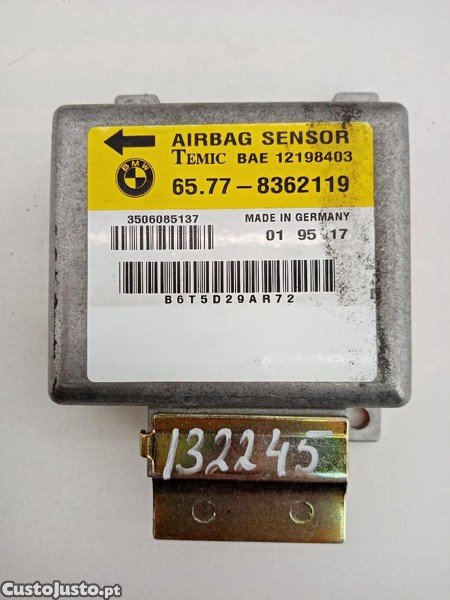 AIRBAG SENSOR
BMW
TEMIC BAE 12198403
65.77-8362119
3506085137
MADE IN GERMANY
01 95 17
B6T5D29AR72
132245
CustoJusto.pt